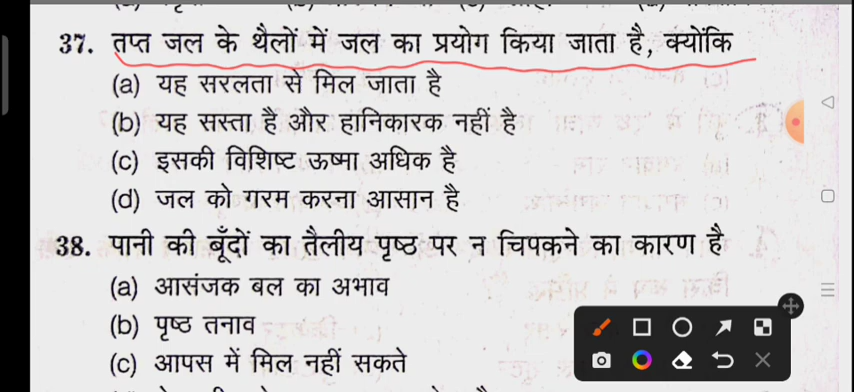 37. तप्त जल के थैलों में जल का प्रयोग किया जाता है, क्योंकि
(a) यह सरलता से मिल जाता है
(b) यह सस्ता है और हानिकारक नहीं है
(c) इसकी विशिष्ट ऊष्मा अधिक है
(d) जल को गरम करना आसान है
38. पानी की बूँदों का तैलीय पृष्ठ पर न चिपकने का कारण है
(a) आसंजक बल का अभाव
(b) पृष्ठ तनाव
(c) आपस में मिल नहीं सकते